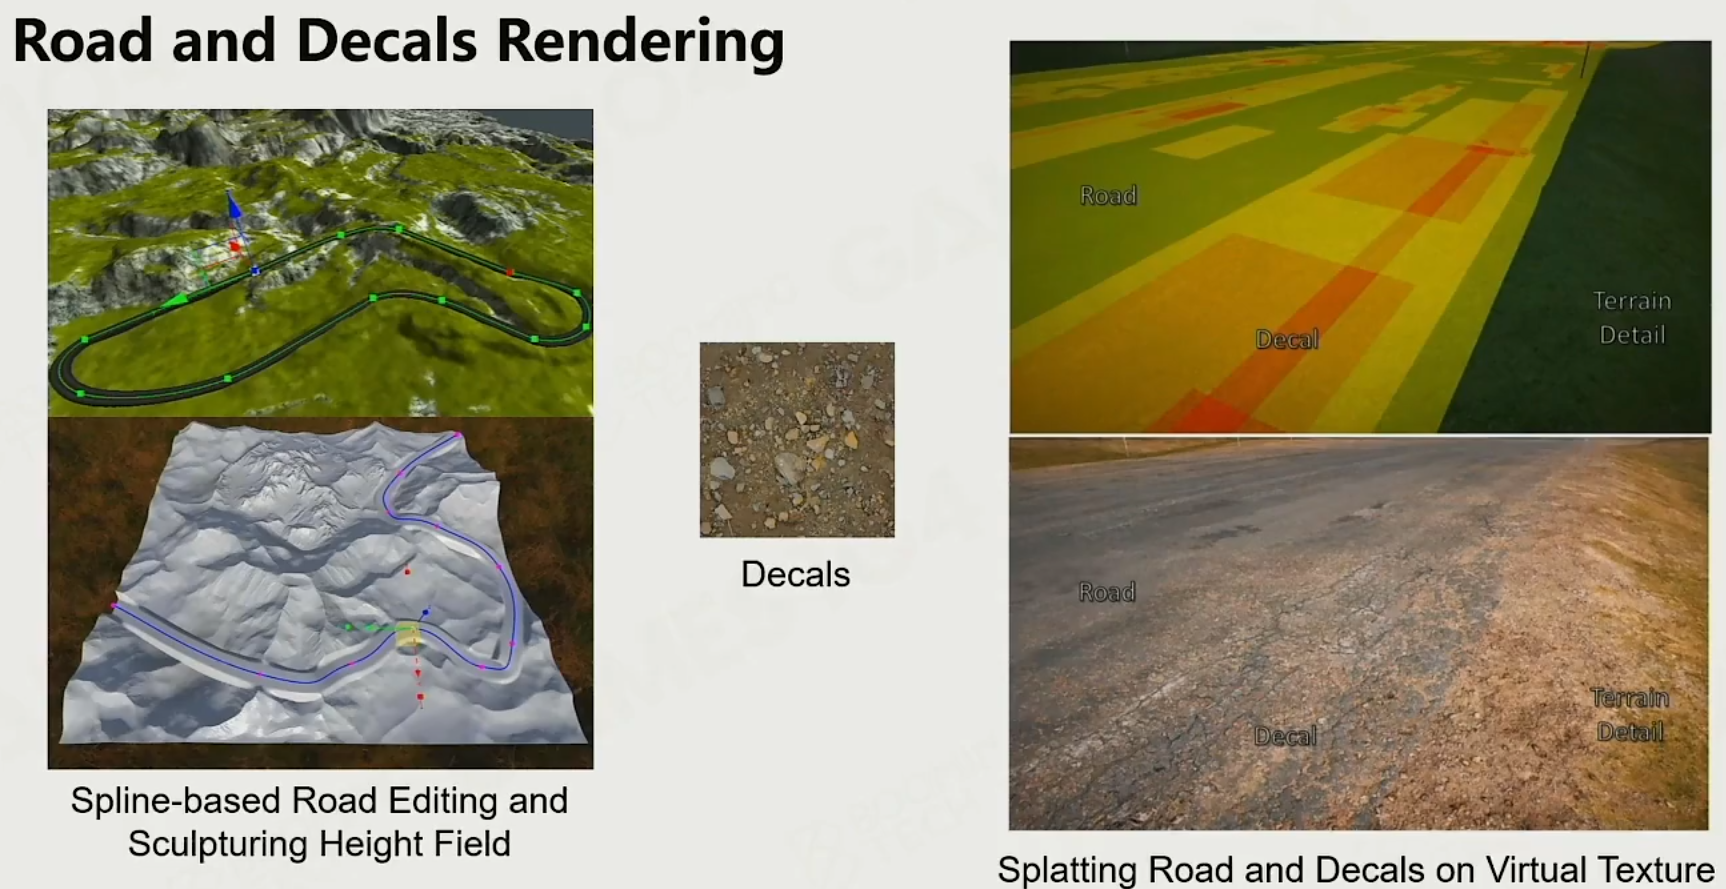 Road and Decals Rendering
Road
Decal
Terrain
Detail
Decals
Road
Decal
Terrain
Detail
Spline-based Road Editing and
Sculpturing Height Field
Splatting Road and Decals on Virtual Texture